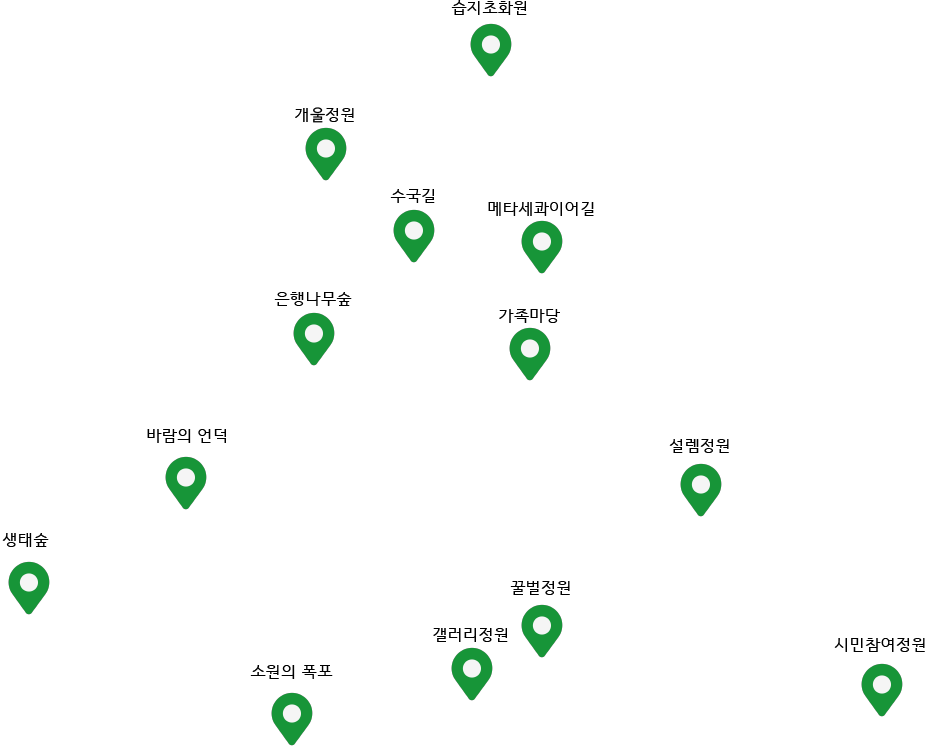 습지초화원
개울정원
수국길
메타세콰이어길
은행나무숲
가족마당
바람의 언덕
설렘정원
생태숲
꿀벌정원
갤러리정원
시민참여정원
소원의 폭포